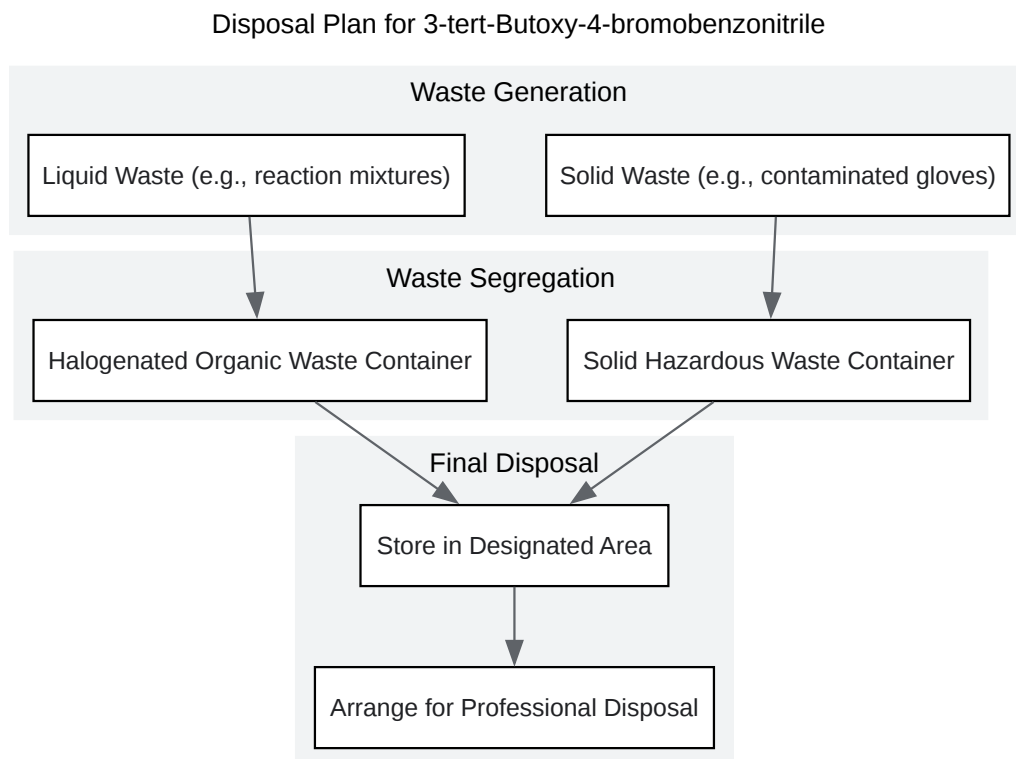 Disposal Plan for 3-tert-Butoxy-4-bromobenzonitrile
Waste Generation
Liquid Waste (e.g., reaction mixtures)
Solid Waste (e.g., contaminated gloves)
Waste Segregation
Halogenated Organic Waste Container
Solid Hazardous Waste Container
Final Disposal
Store in Designated Area
Arrange for Professional Disposal